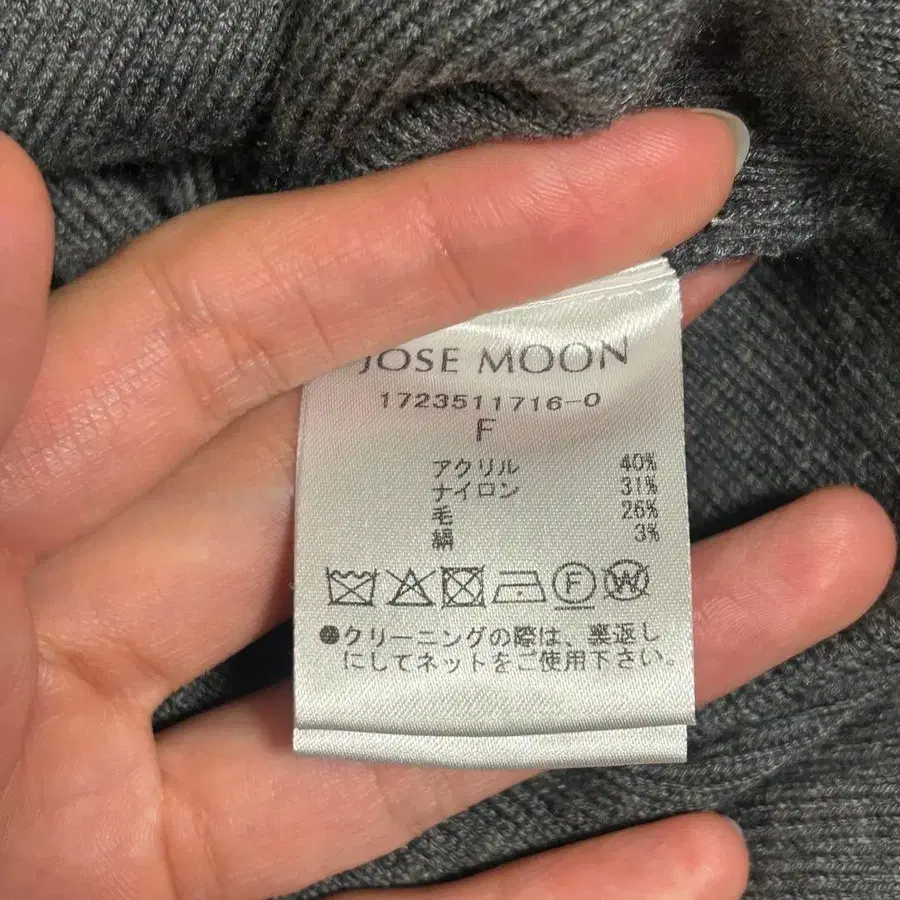 JOSE MOON
1723511716-0
F
アクリル 40%
ナイロン 31%
毛 26%
絹 3%
F W
●クリーニングの際は、裏返し
にしてネットをご使用下さい。